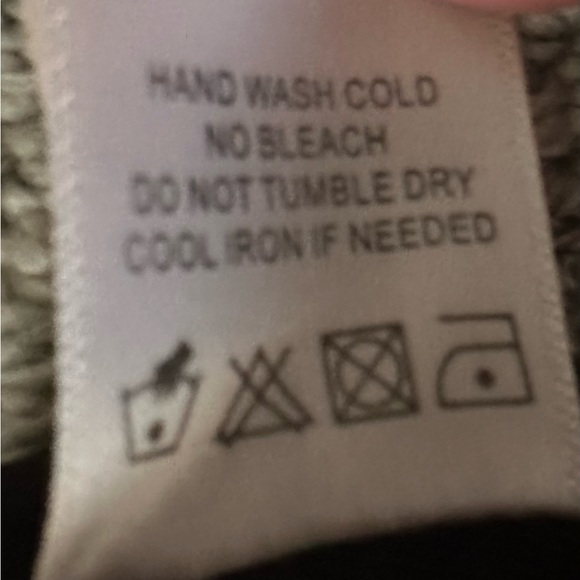 HAND WASH COLD
NO BLEACH
DO NOT TUMBLE DRY
COOL IRON IF NEEDED